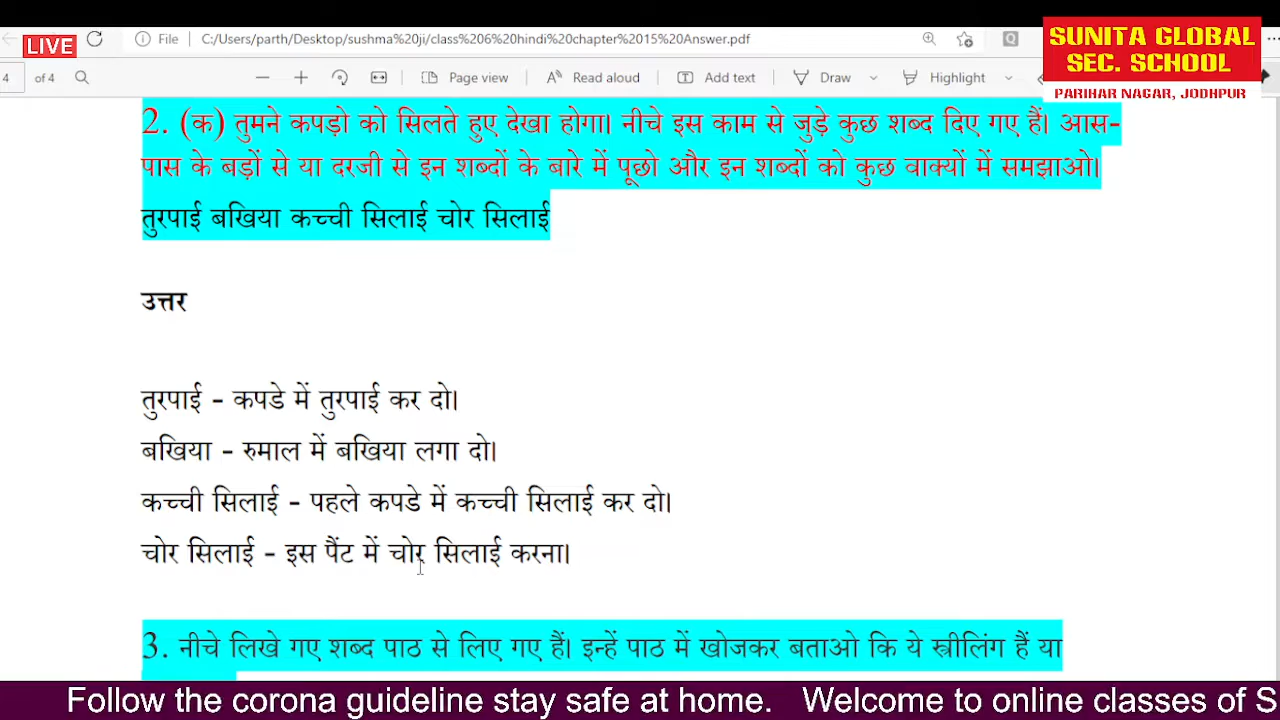 LIVE
File C:/Users/parth/Desktop/sushma%20ji/class%206%20hindi%20chapter%2015%20Answer.pdf
SUNITA GLOBAL
SEC. SCHOOL
PARIHAR NAGAR, JODHPUR
4 of 4 Page view Read aloud Add text Draw Highlight
2. (क) तुमने कपड़ो को सिलते हुए देखा होगा। नीचे इस काम से जुड़े कुछ शब्द दिए गए हैं। आस-
पास के बड़ों से या दरजी से इन शब्दों के बारे में पूछो और इन शब्दों को कुछ वाक्यों में समझाओ।
तुरपाई बखिया कच्ची सिलाई चोर सिलाई
उत्तर
तुरपाई - कपडे में तुरपाई कर दो।
बखिया - रुमाल में बखिया लगा दो।
कच्ची सिलाई - पहले कपडे में कच्ची सिलाई कर दो।
चोर सिलाई - इस पैंट में चोर सिलाई करना।
3. नीचे लिखे गए शब्द पाठ से लिए गए हैं। इन्हें पाठ में खोजकर बताओ कि ये स्त्रीलिंग हैं या
Follow the corona guideline stay safe at home. Welcome to online classes of S